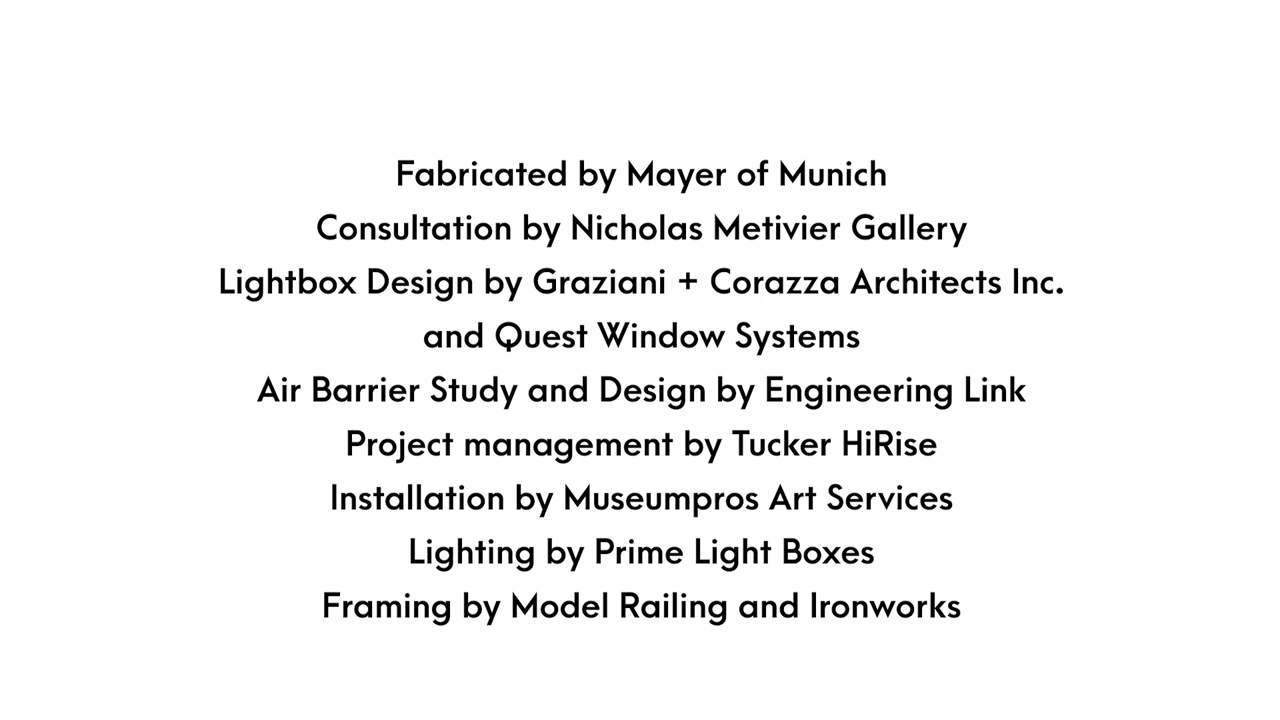 Fabricated by Mayer of Munich
Consultation by Nicholas Metivier Gallery
Lightbox Design by Graziani + Corazza Architects Inc.
and Quest Window Systems
Air Barrier Study and Design by Engineering Link
Project management by Tucker HiRise
Installation by Museumpros Art Services
Lighting by Prime Light Boxes
Framing by Model Railing and Ironworks